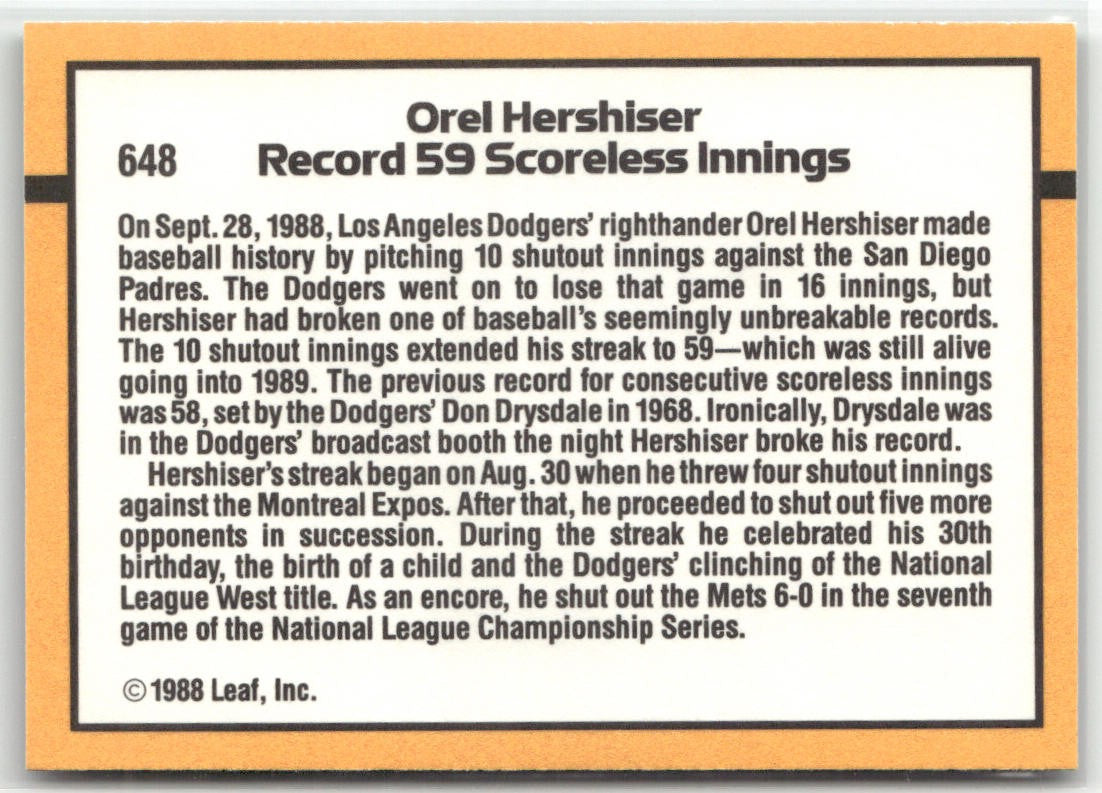 Orel Hershiser
648 Record 59 Scoreless Innings
On Sept. 28, 1988, Los Angeles Dodgers' righthander Orel Hershiser made
baseball history by pitching 10 shutout innings against the San Diego
Padres. The Dodgers went on to lose that game in 16 innings, but
Hershiser had broken one of baseball's seemingly unbreakable records.
The 10 shutout innings extended his streak to 59—which was still alive
going into 1989. The previous record for consecutive scoreless innings
was 58, set by the Dodgers' Don Drysdale in 1968. Ironically, Drysdale was
in the Dodgers' broadcast booth the night Hershiser broke his record.
Hershiser's streak began on Aug. 30 when he threw four shutout innings
against the Montreal Expos. After that, he proceeded to shut out five more
opponents in succession. During the streak he celebrated his 30th
birthday, the birth of a child and the Dodgers' clinching of the National
League West title. As an encore, he shut out the Mets 6-0 in the seventh
game of the National League Championship Series.
© 1988 Leaf, Inc.